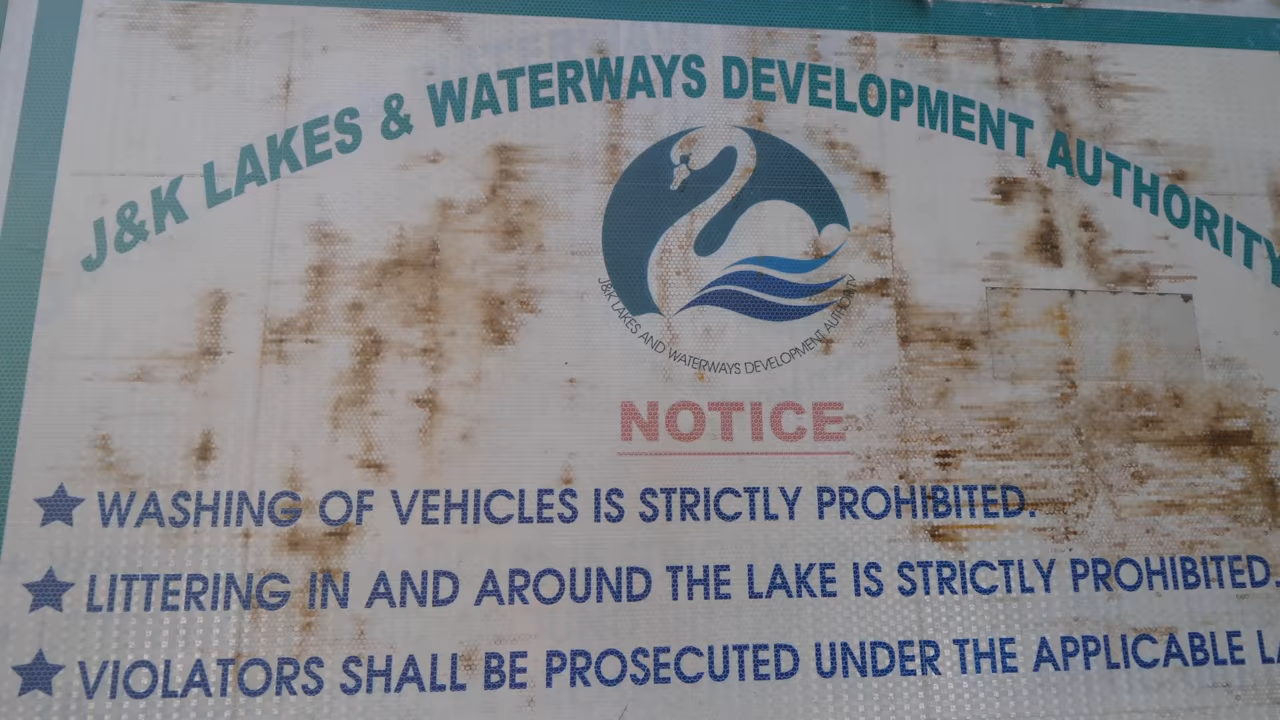 J&K LAKES & WATERWAYS DEVELOPMENT AUTHORITY
J&K LAKES AND WATERWAYS DEVELOPMENT AUTHORITY
NOTICE
★ WASHING OF VEHICLES IS STRICTLY PROHIBITED.
★ LITTERING IN AND AROUND THE LAKE IS STRICTLY PROHIBITED.
★ VIOLATORS SHALL BE PROSECUTED UNDER THE APPLICABLE